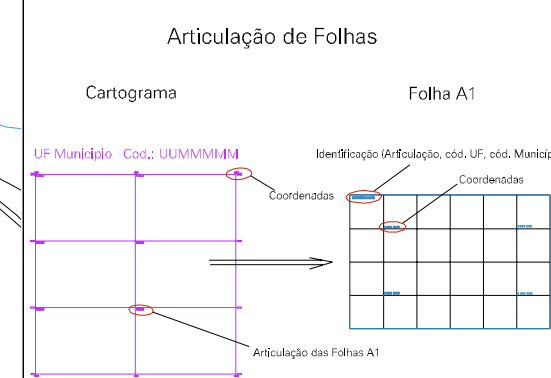 Articulação de Folhas
Cartograma
Folha A1
UF Municipio Cod.: UUMMMMM
Identificação (Articulação, cód. UF, cód. Municíp
Coordenadas
Coordenadas
Articulação das Folhas A1